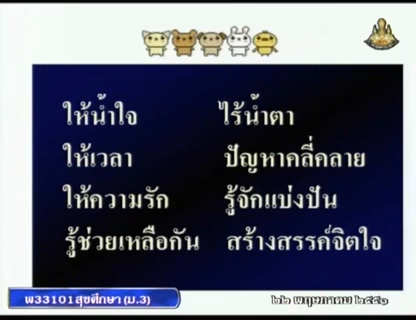 ให้น้ำใจ ไร้น้ำตา
ให้เวลา ปัญหาคลี่คลาย
ให้ความรัก รู้จักแบ่งปัน
รู้ช่วยเหลือกัน สร้างสรรค์จิตใจ
พ33101สุขศึกษา (ม.3)
๒๒ พฤษภาคม ๒๕๕๑